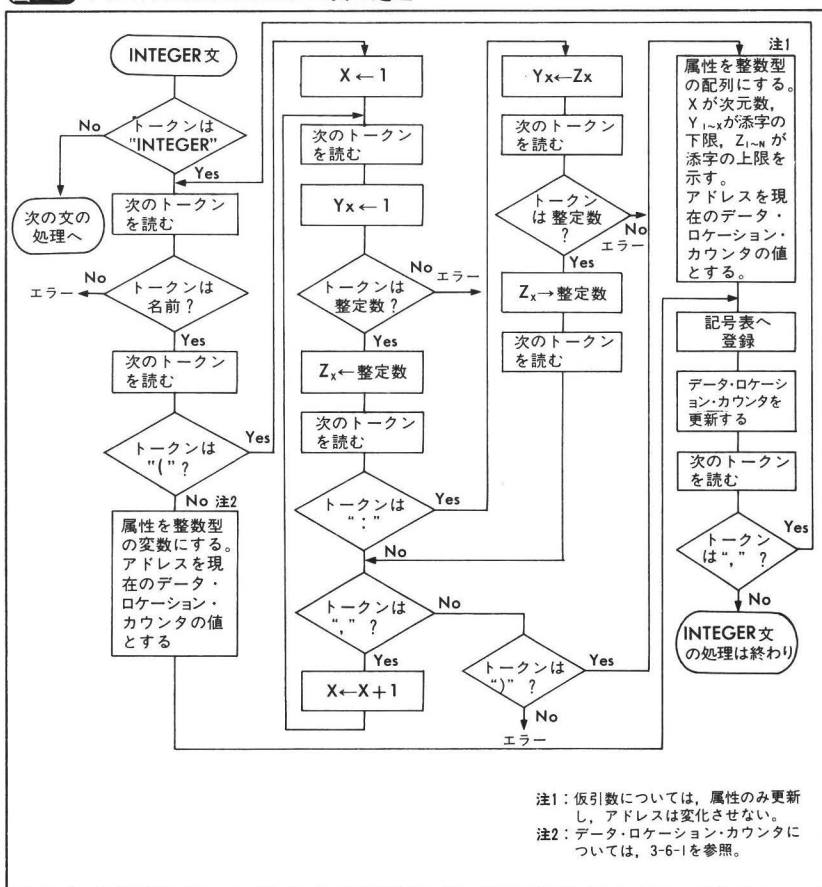 INTEGER文
トークンは
"INTEGER"
No
Yes
次の文の
処理へ
次のトークン
を読む
トークンは
名前？
No
エラー
Yes
次のトークン
を読む
トークンは
"("？
Yes
No 注2
属性を整数型
の変数にする。
アドレスを現
在のデータ・
ロケーション・
カウンタの値
とする
X←1
次のトークン
を読む
Yx←1
トークンは
整定数？
No エラー
Yes
Zx←整定数
次のトークン
を読む
トークンは
":"
Yes
No
トークンは
","？
No
Yes
X←X+1
トークンは
")"？
Yes
No
エラー
Yx←Zx
次のトークン
を読む
トークン
は整定数
？
No
エラー
Yes
Zx→整定数
次のトークン
を読む
注1
属性を整数型
の配列にする。
Xが次元数，
Y1~Xが添字の
下限，Z1~Nが
添字の上限を
示す。
アドレスを現
在のデータ・
ロケーション・
カウンタの値
とする。
記号表へ
登録
データ・ロケーシ
ョン・カウンタを
更新する
次のトークン
を読む
トークン
は","？
Yes
No
INTEGER文
の処理は終わり
注1：仮引数については，属性のみ更新
し，アドレスは変化させない。
注2：データ・ロケーション・カウンタに
ついては，3-6-1を参照。